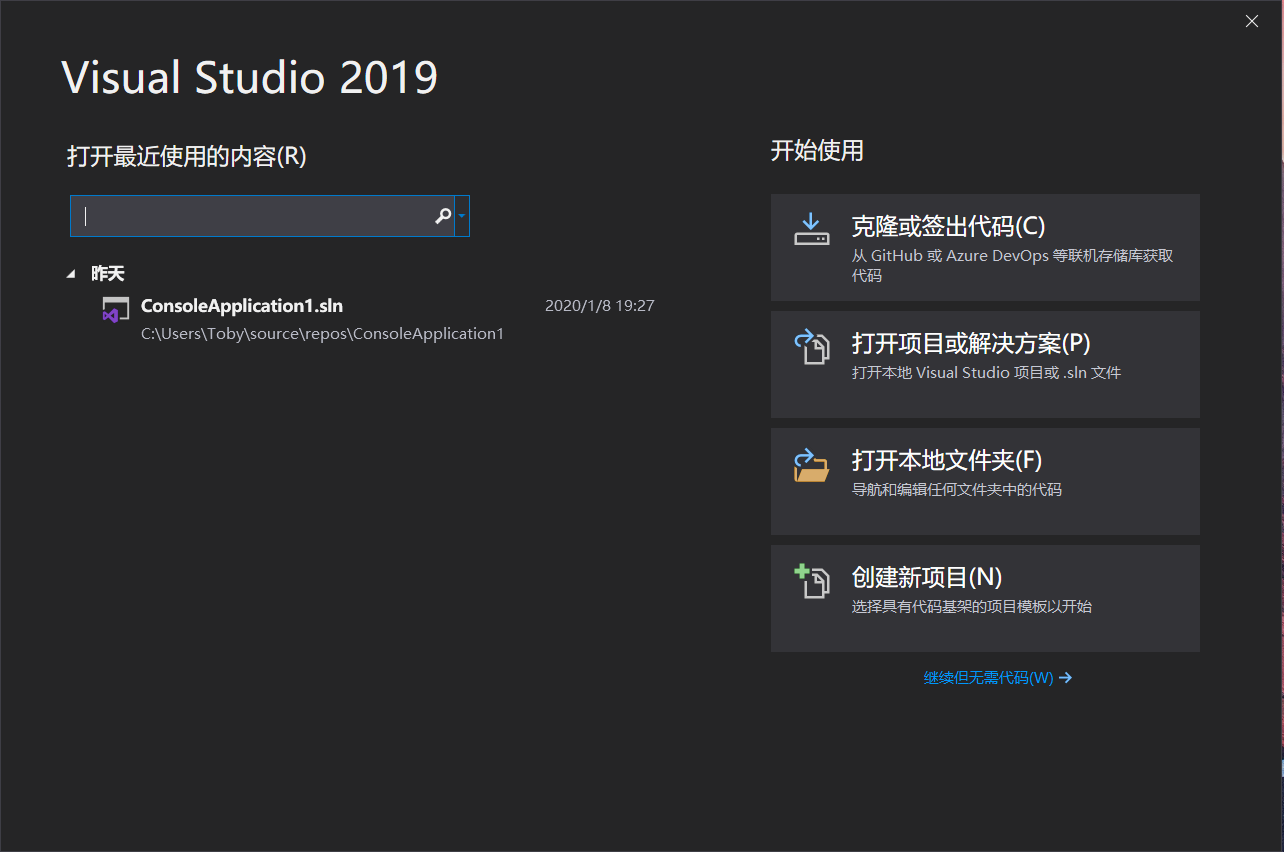 Visual Studio 2019
打开最近使用的内容(R)
昨天
ConsoleApplication1.sln
2020/1/8 19:27
C:\Users\Toby\source\repos\ConsoleApplication1
开始使用
克隆或签出代码(C)
从 GitHub 或 Azure DevOps 等联机存储库获取
代码
打开项目或解决方案(P)
打开本地 Visual Studio 项目或 .sln 文件
打开本地文件夹(F)
导航和编辑任何文件夹中的代码
创建新项目(N)
选择具有代码基架的项目模板以开始
继续但无需代码(W)